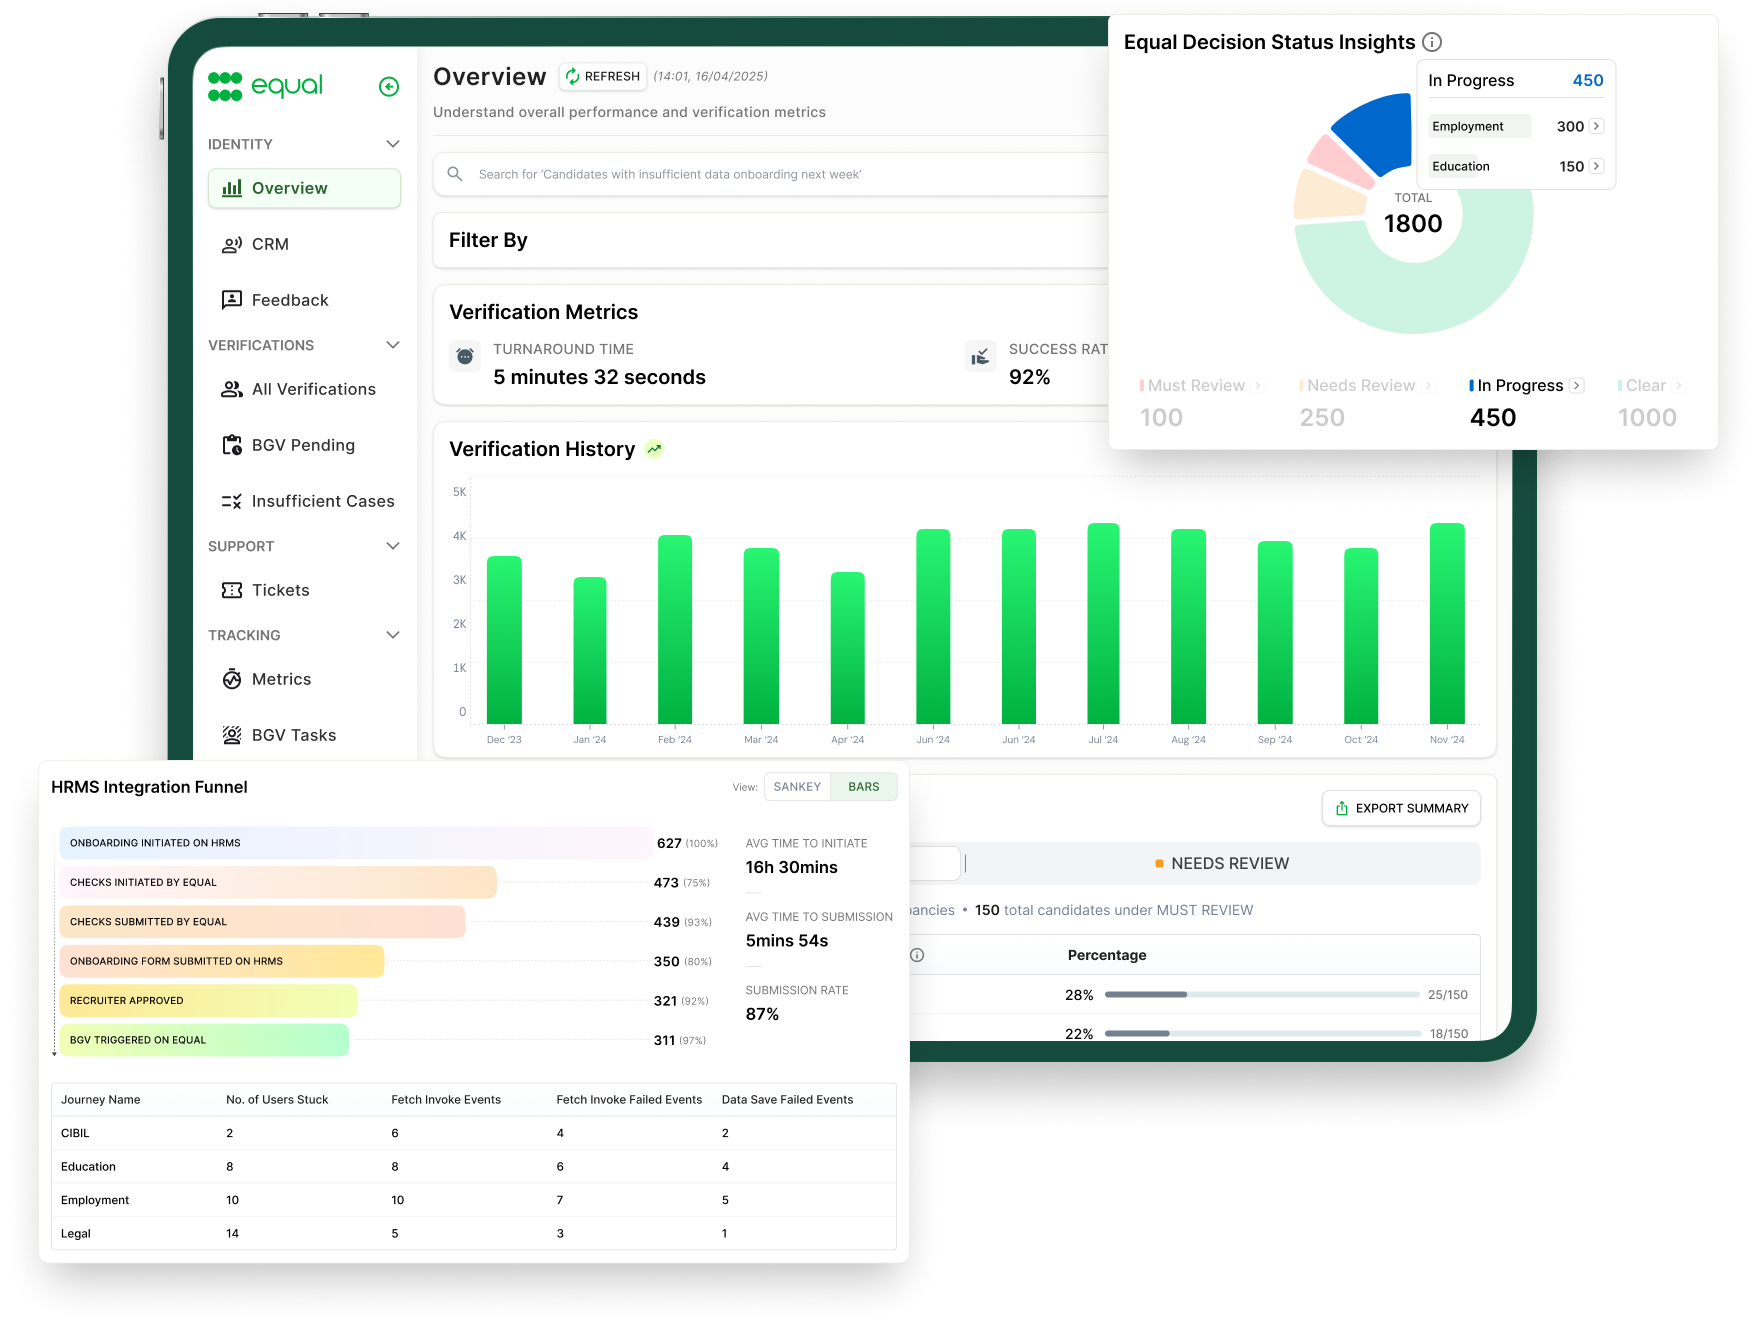 equal
IDENTITY
Overview
CRM
Feedback
VERIFICATIONS
All Verifications
BGV Pending
Insufficient Cases
SUPPORT
Tickets
TRACKING
Metrics
BGV Tasks
Overview REFRESH (14:01, 16/04/2025)
Understand overall performance and verification metrics
Search for 'Candidates with insufficient data onboarding next week'
Filter By
Verification Metrics
TURNAROUND TIME
5 minutes 32 seconds
SUCCESS RAT
92%
Verification History
5K
4K
3K
2K
1K
0
Dec '23 Jan '24 Feb '24 Mar '24 Apr '24 Jun '24 Jun '24 Jul '24 Aug '24 Sep '24 Oct '24 Nov '24
Equal Decision Status Insights
In Progress 450
Employment 300
Education 150
TOTAL
1800
Must Review Needs Review In Progress Clear
100 250 450 1000
EXPORT SUMMARY
NEEDS REVIEW
pancies • 150 total candidates under MUST REVIEW
Percentage
28% 25/150
22% 18/150
HRMS Integration Funnel
View: SANKEY BARS
ONBOARDING INITIATED ON HRMS 627 (100%)
CHECKS INITIATED BY EQUAL 473 (75%)
CHECKS SUBMITTED BY EQUAL 439 (93%)
ONBOARDING FORM SUBMITTED ON HRMS 350 (80%)
RECRUITER APPROVED 321 (92%)
BGV TRIGGERED ON EQUAL 311 (97%)
AVG TIME TO INITIATE
16h 30mins
AVG TIME TO SUBMISSION
5mins 54s
SUBMISSION RATE
87%
Journey Name No. of Users Stuck Fetch Invoke Events Fetch Invoke Failed Events Data Save Failed Events
CIBIL 2 6 4 2
Education 8 8 6 4
Employment 10 10 7 5
Legal 14 5 3 1